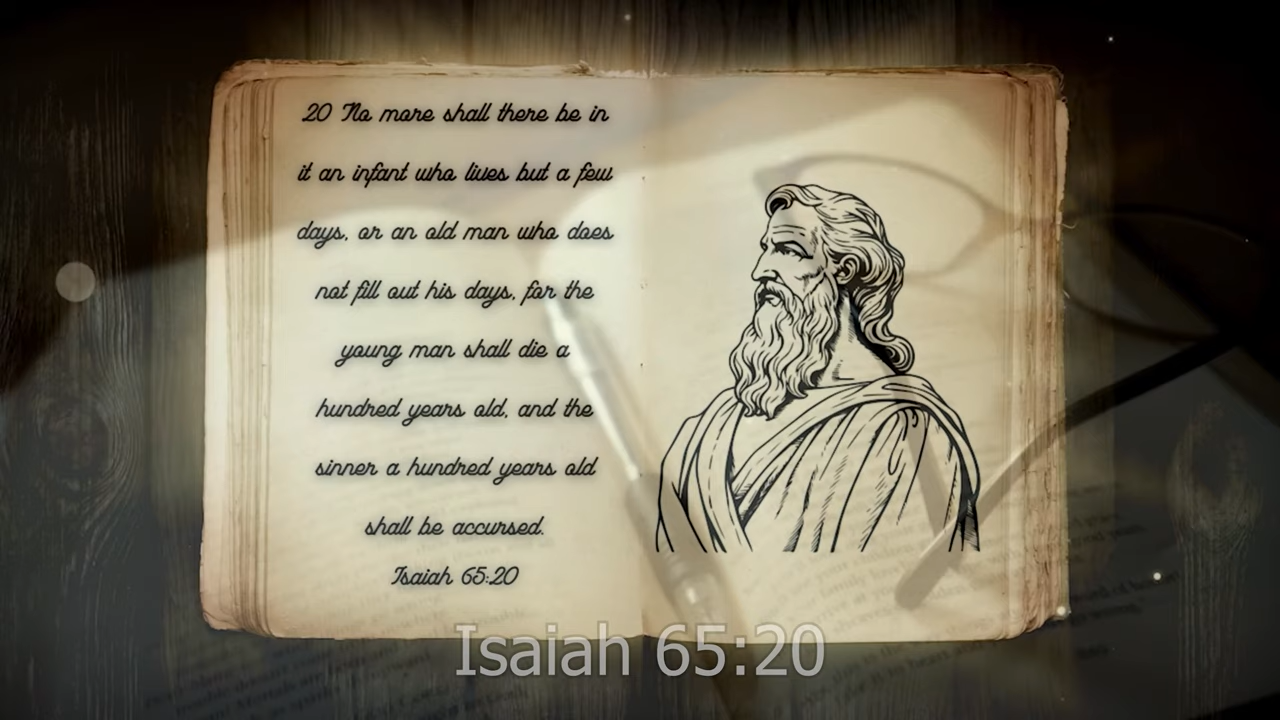 20 No more shall there be in
it an infant who lives but a few
days, or an old man who does
not fill out his days, for the
young man shall die a
hundred years old, and the
sinner a hundred years old
shall be accursed.
Isaiah 65:20
Isaiah 65:20